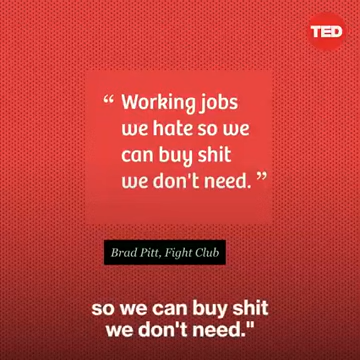 TED
“ Working jobs
we hate so we
can buy shit
we don't need. ”
Brad Pitt, Fight Club
so we can buy shit
we don't need."